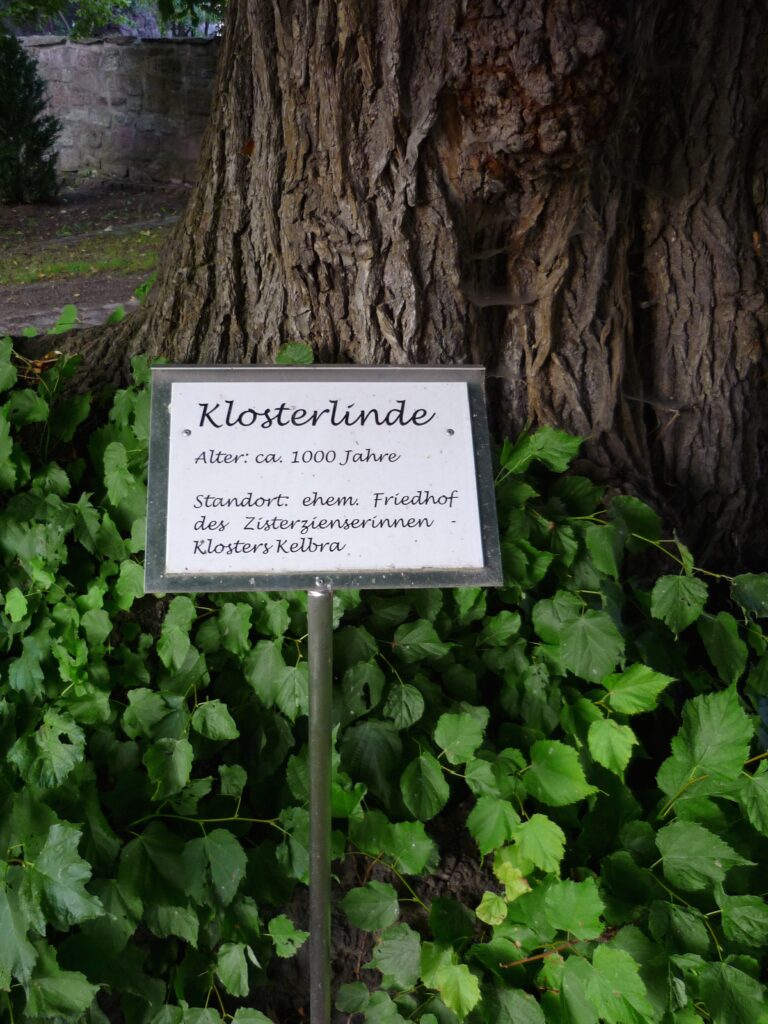 Klosterlinde
Alter: ca. 1000 Jahre
Standort: ehem. Friedhof
des Zisterzienserinnen -
Klosters Kelbra